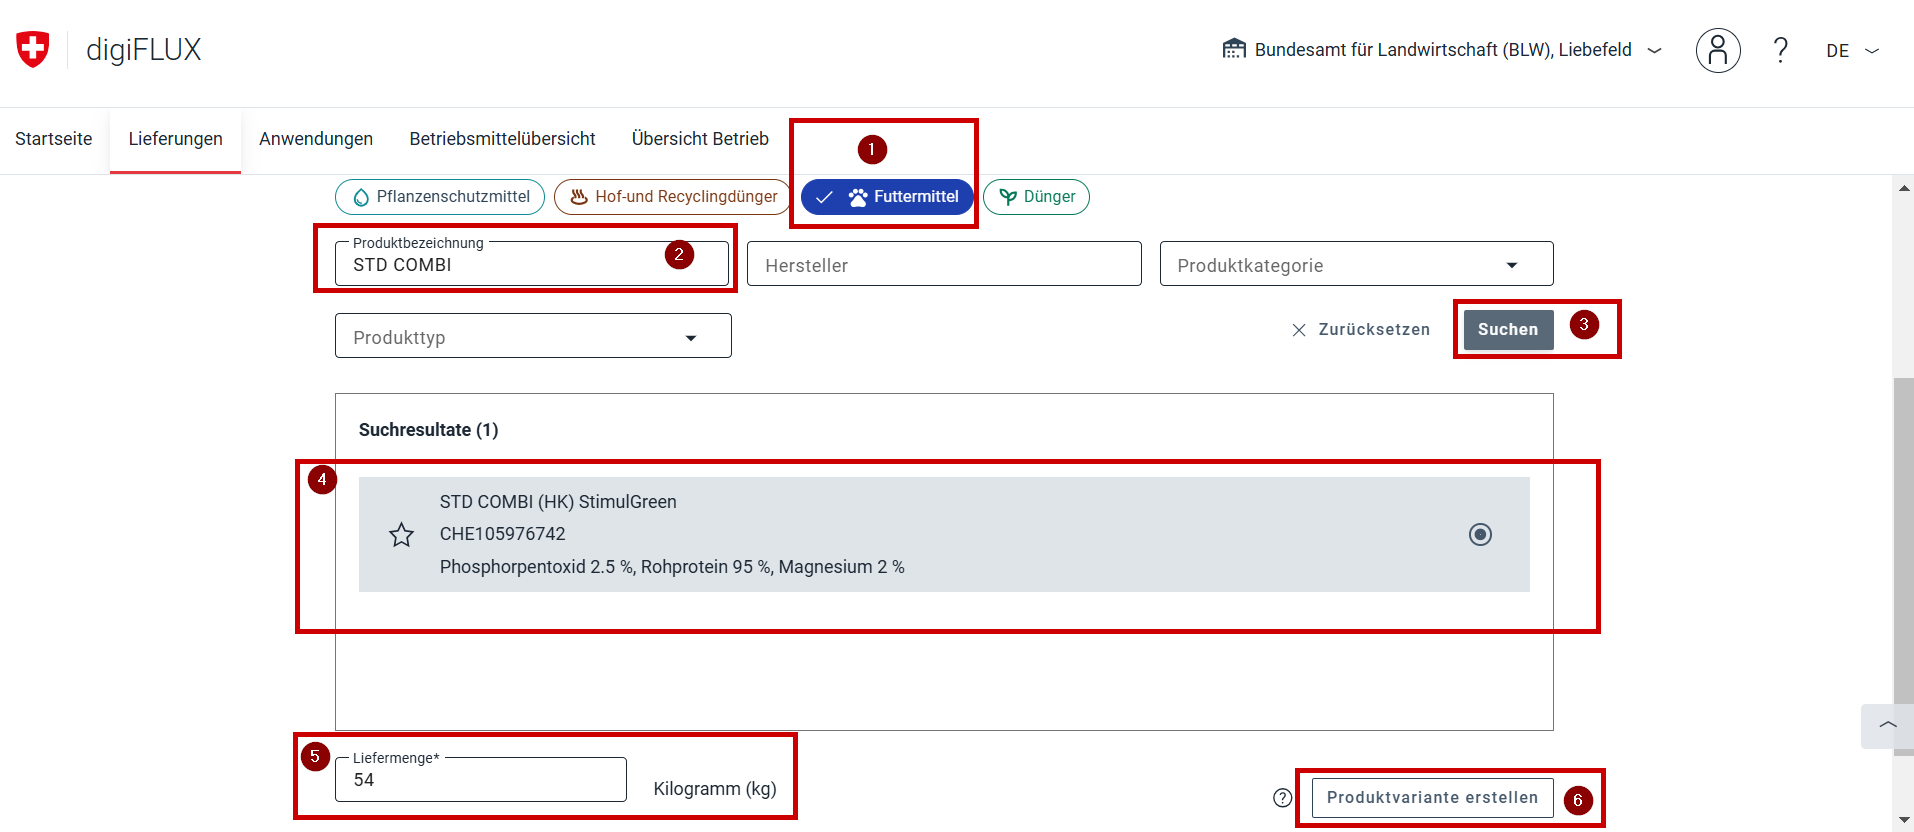 digiFLUX
Bundesamt für Landwirtschaft (BLW), Liebefeld
?
DE
Startseite
Lieferungen
Anwendungen
Betriebsmittelübersicht
Übersicht Betrieb
1
Pflanzenschutzmittel
Hof-und Recyclingdünger
Futtermittel
Dünger
Produktbezeichnung
STD COMBI
2
Hersteller
Produktkategorie
Produkttyp
Zurücksetzen
Suchen
3
Suchresultate (1)
4
STD COMBI (HK) StimulGreen
CHE105976742
Phosphorpentoxid 2.5 %, Rohprotein 95 %, Magnesium 2 %
5
Liefermenge*
54
Kilogramm (kg)
?
Produktvariante erstellen
6